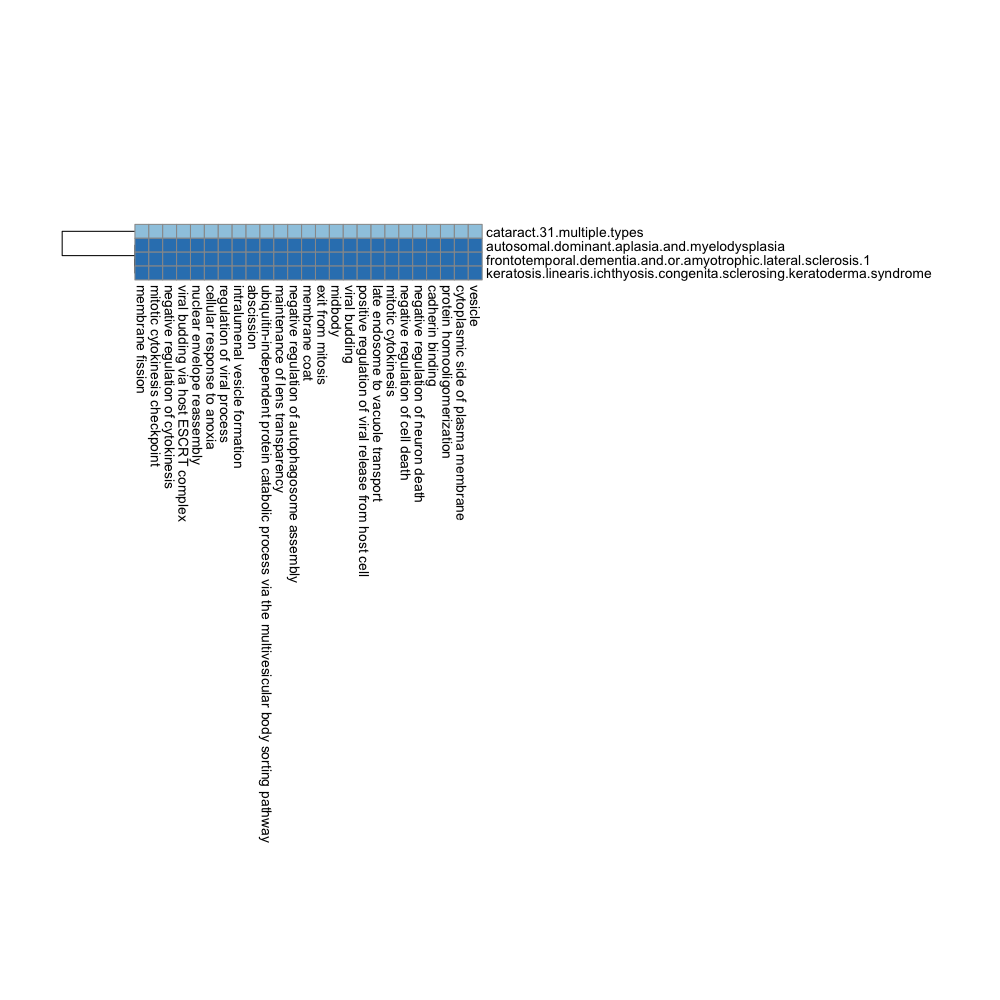 cataract.31.multiple.types
autosomal.dominant.aplasia.and.myelodysplasia
frontotemporal.dementia.and.or.amyotrophic.lateral.sclerosis.1
keratosis.linearis.ichthyosis.congenita.sclerosing.keratoderma.syndrome
membrane fission
mitotic cytokinesis checkpoint
negative regulation of cytokinesis
viral budding via host ESCRT complex
nuclear envelope reassembly
cellular response to anoxia
regulation of viral process
intralumenal vesicle formation
abscission
ubiquitin-independent protein catabolic process via the multivesicular body sorting pathway
maintenance of lens transparency
negative regulation of autophagosome assembly
membrane coat
exit from mitosis
midbody
viral budding
positive regulation of viral release from host cell
late endosome to vacuole transport
mitotic cytokinesis
negative regulation of cell death
negative regulation of neuron death
cadherin binding
protein homooligomerization
cytoplasmic side of plasma membrane
vesicle